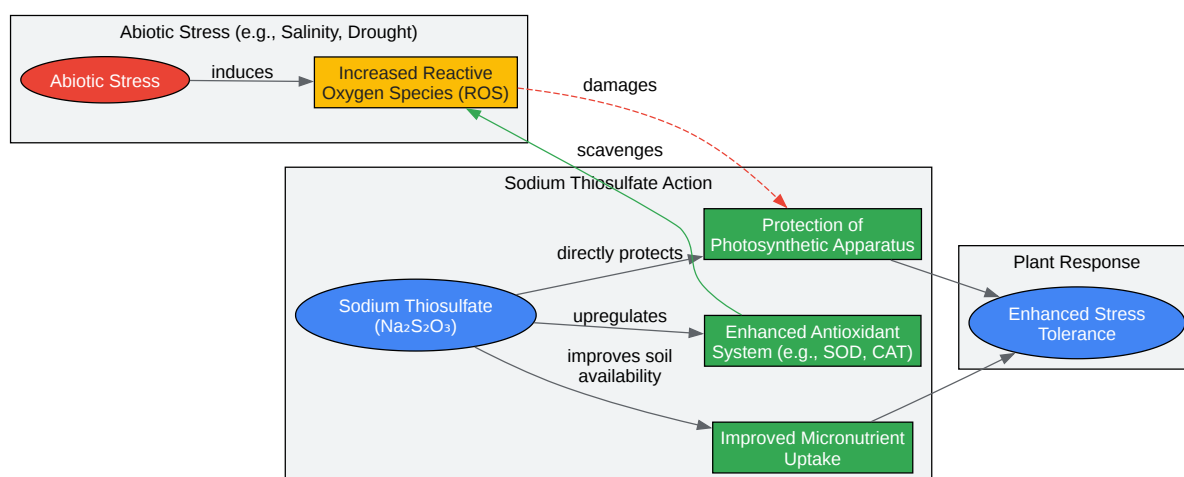 Abiotic Stress (e.g., Salinity, Drought)
Abiotic Stress
induces
Increased Reactive
Oxygen Species (ROS)
damages
scavenges
Sodium Thiosulfate Action
Protection of
Photosynthetic Apparatus
directly protects
Sodium Thiosulfate
(Na₂S₂O₃)
upregulates
Enhanced Antioxidant
System (e.g., SOD, CAT)
improves soil
availability
Improved Micronutrient
Uptake
Plant Response
Enhanced Stress
Tolerance